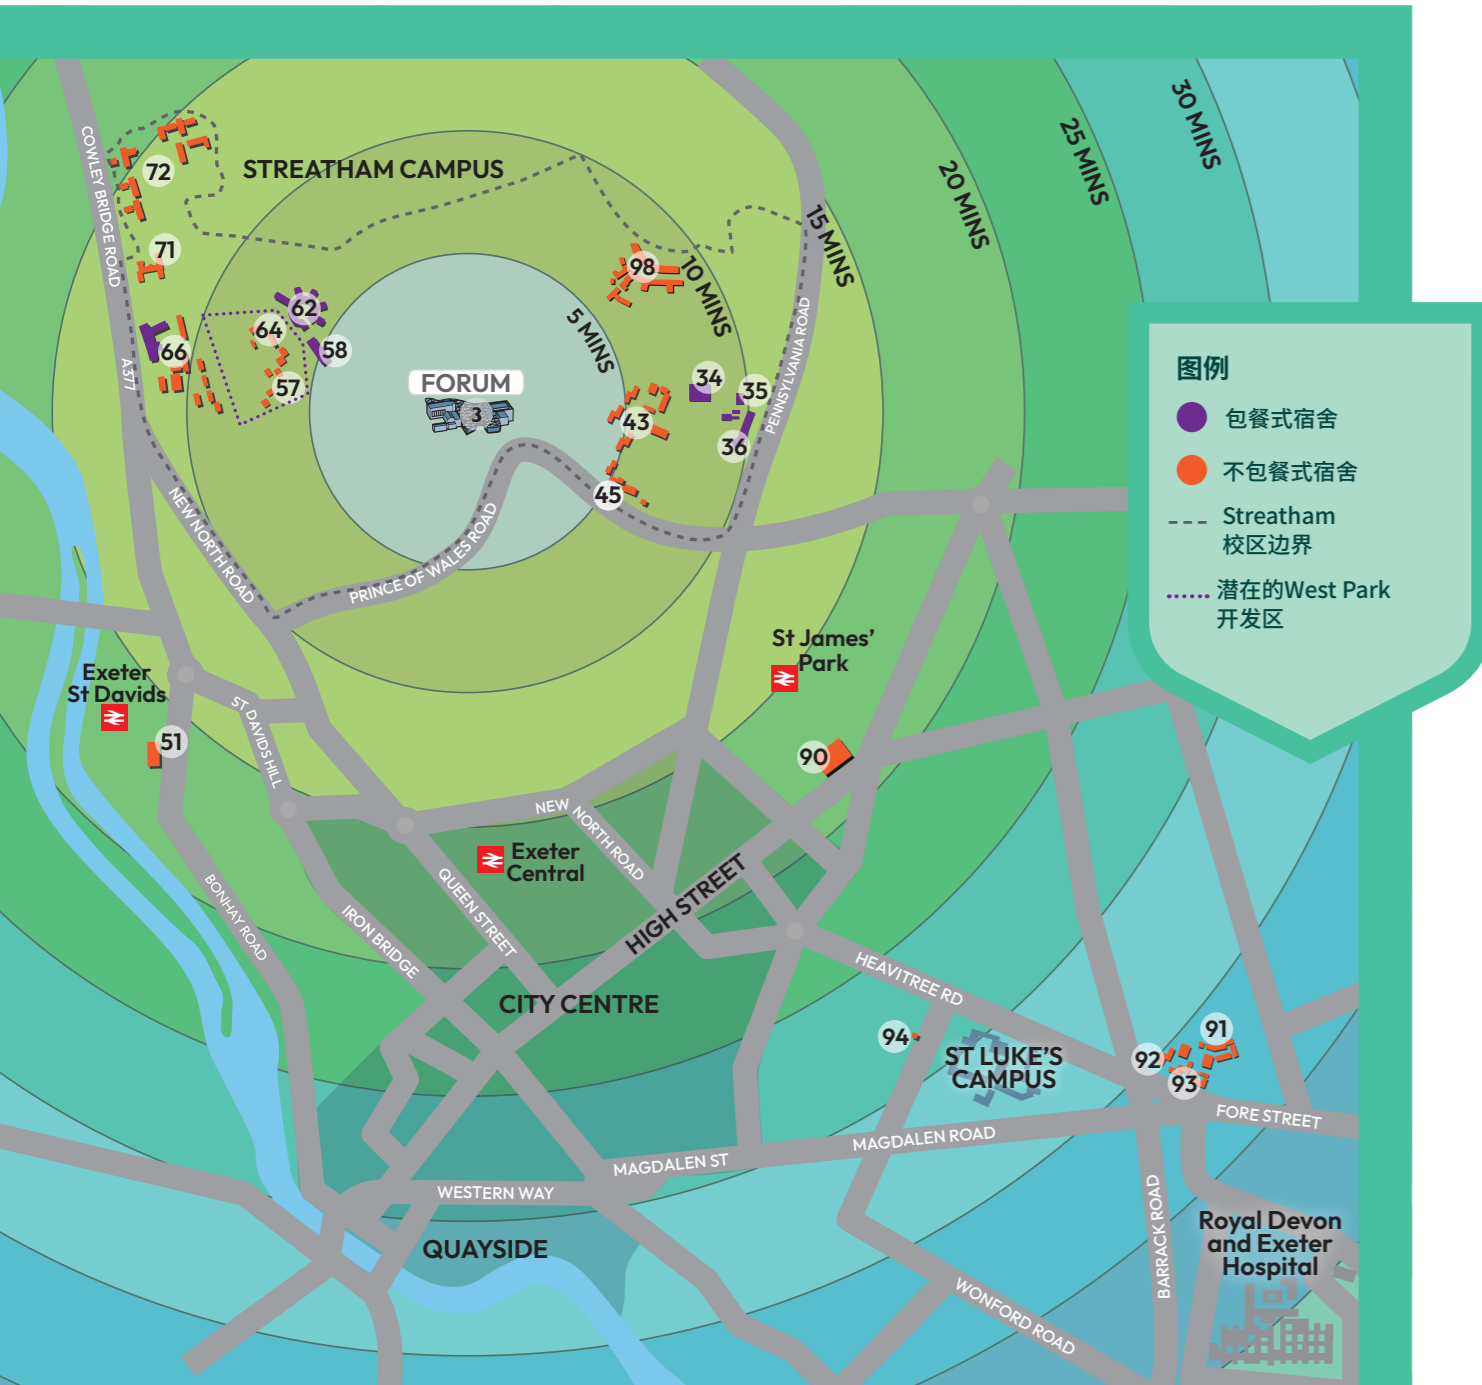 STREATHAM CAMPUS
COWLEY BRIDGE ROAD
A377
72
71
66
64
62
58
57
5 MINS
10 MINS
15 MINS
20 MINS
25 MINS
30 MINS
98
FORUM
3
34
35
36
43
45
PENNSYLVANIA ROAD
NEW NORTH ROAD
PRINCE OF WALES ROAD
图例
包餐式宿舍
不包餐式宿舍
Streatham
校区边界
潜在的West Park
开发区
Exeter
St Davids
51
ST DAVIDS HILL
St James’
Park
90
NEW
NORTH ROAD
Exeter
Central
QUEEN STREET
HIGH STREET
IRON BRIDGE
BONHAY ROAD
CITY CENTRE
HEAVITREE RD
94
ST LUKE’S
CAMPUS
91
92
93
FORE STREET
MAGDALEN ROAD
MAGDALEN ST
WESTERN WAY
QUAYSIDE
BARRACK ROAD
WONFORD ROAD
Royal Devon
and Exeter
Hospital